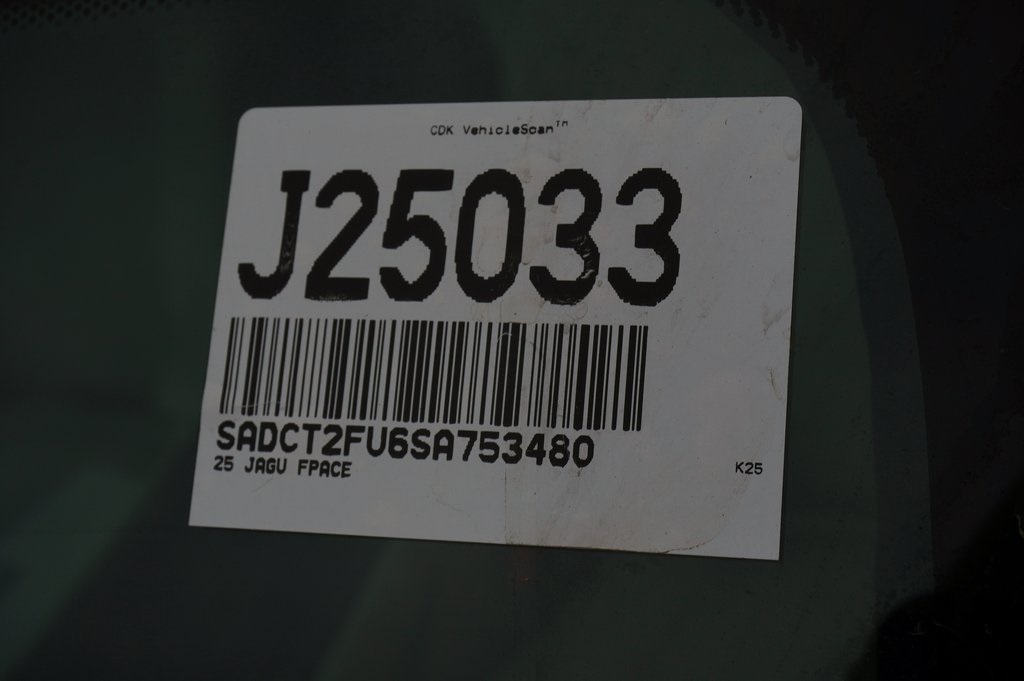 CDK VehicleScan™
J25033
SADCT2FU6SA753480
25 JAGU FPACE
K25